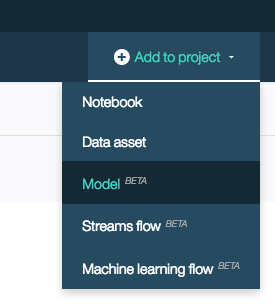 Add to project
Notebook
Data asset
Model BETA
Streams flow BETA
Machine learning flow BETA